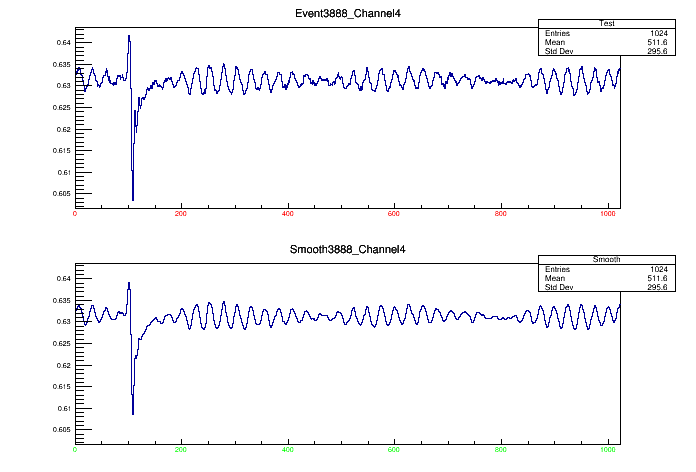 Event3888_Channel4
Test
Entries 1024
Mean 511.6
Std Dev 295.6
0.64
0.635
0.63
0.625
0.62
0.615
0.61
0.605
0 200 400 600 800 1000
Smooth3888_Channel4
Smooth
Entries 1024
Mean 511.6
Std Dev 295.6
0.64
0.635
0.63
0.625
0.62
0.615
0.61
0.605
0 200 400 600 800 1000